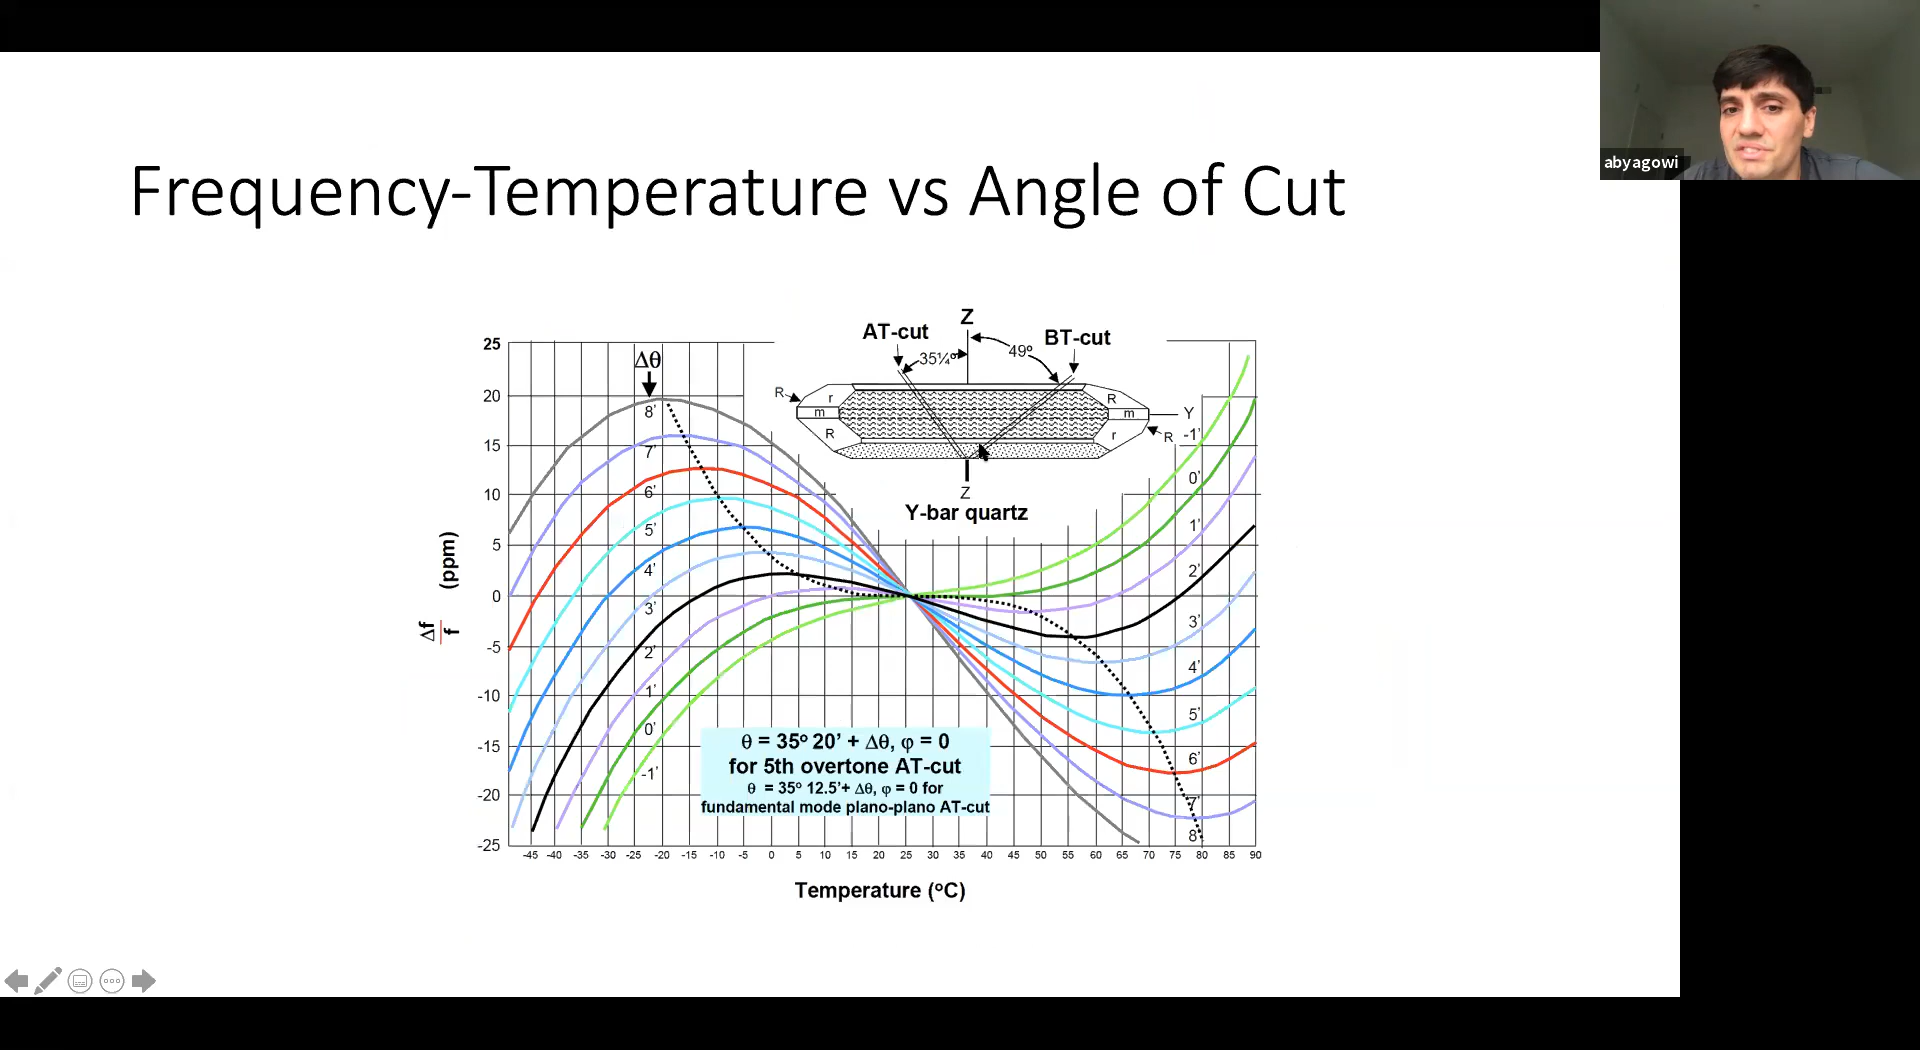 abyagowi
Frequency-Temperature vs Angle of Cut
Z
AT-cut
BT-cut
35¼º
49º
R
r
m
R
R
m
r
Y
R
Z
Y-bar quartz
Δθ
8'
7'
6'
5'
4'
3'
2'
1'
0'
-1'
-1'
0'
1'
2'
3'
4'
5'
6'
7'
8'
25
20
15
10
5
0
-5
-10
-15
-20
-25
Δf
f
(ppm)
θ = 35º 20' + Δθ, φ = 0
for 5th overtone AT-cut
θ = 35º 12.5'+ Δθ, φ = 0 for
fundamental mode plano-plano AT-cut
-45 -40 -35 -30 -25 -20 -15 -10 -5 0 5 10 15 20 25 30 35 40 45 50 55 60 65 70 75 80 85 90
Temperature (ºC)